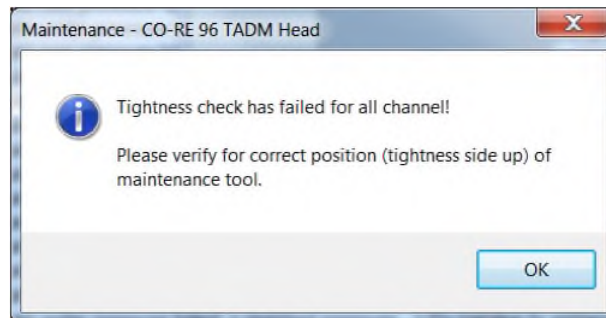 Maintenance - CO-RE 96 TADM Head
Tightness check has failed for all channel!
Please verify for correct position (tightness side up) of
maintenance tool.
OK